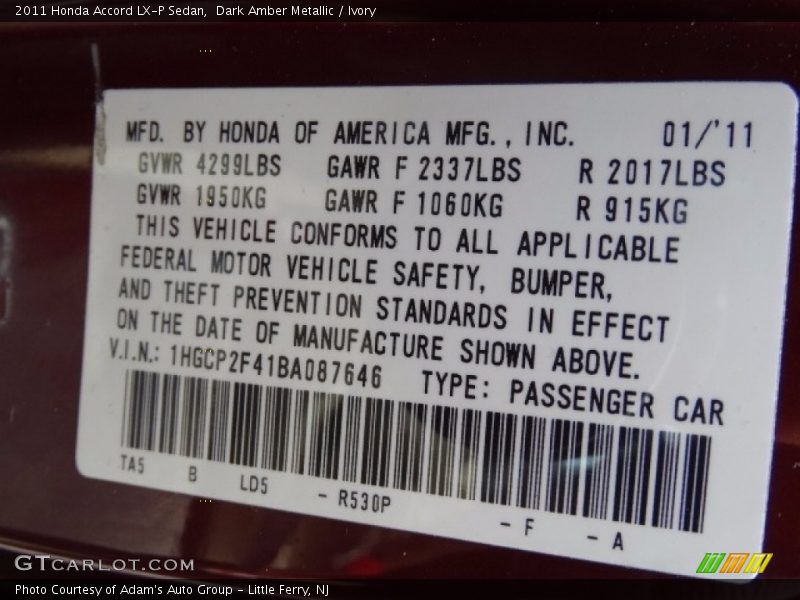 2011 Honda Accord LX-P Sedan,  Dark Amber Metallic / Ivory
MFD. BY HONDA OF AMERICA MFG., INC. 01/'11
GVWR 4299LBS GAWR F 2337LBS R 2017LBS
GVWR 1950KG GAWR F 1060KG R 915KG
THIS VEHICLE CONFORMS TO ALL APPLICABLE
FEDERAL MOTOR VEHICLE SAFETY, BUMPER,
AND THEFT PREVENTION STANDARDS IN EFFECT
ON THE DATE OF MANUFACTURE SHOWN ABOVE.
V.I.N.: 1HGCP2F41BA087646 TYPE: PASSENGER CAR
TA5 B LD5 - R530P - F - A
GTCARLOT.COM
Photo Courtesy of Adam's Auto Group - Little Ferry, NJ